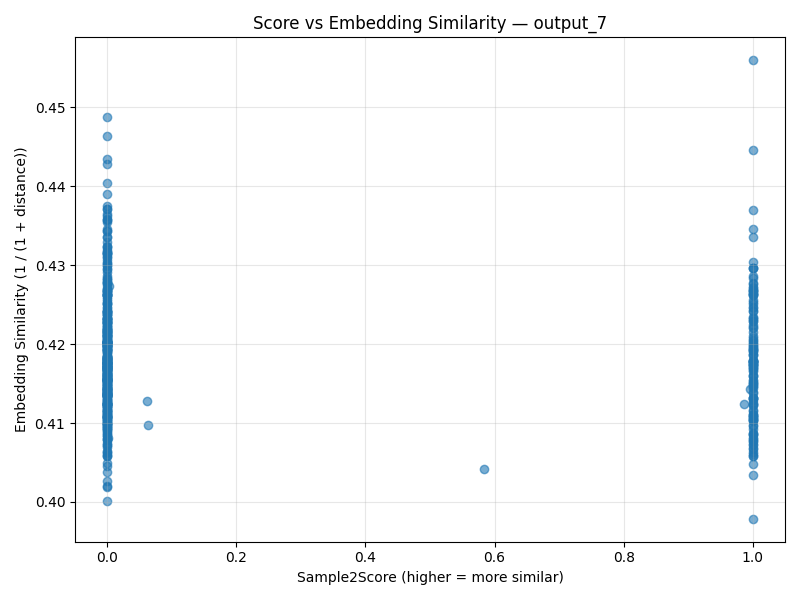 Score vs Embedding Similarity — output_7
Embedding Similarity (1 / (1 + distance))
0.45
0.44
0.43
0.42
0.41
0.40
0.0 0.2 0.4 0.6 0.8 1.0
Sample2Score (higher = more similar)